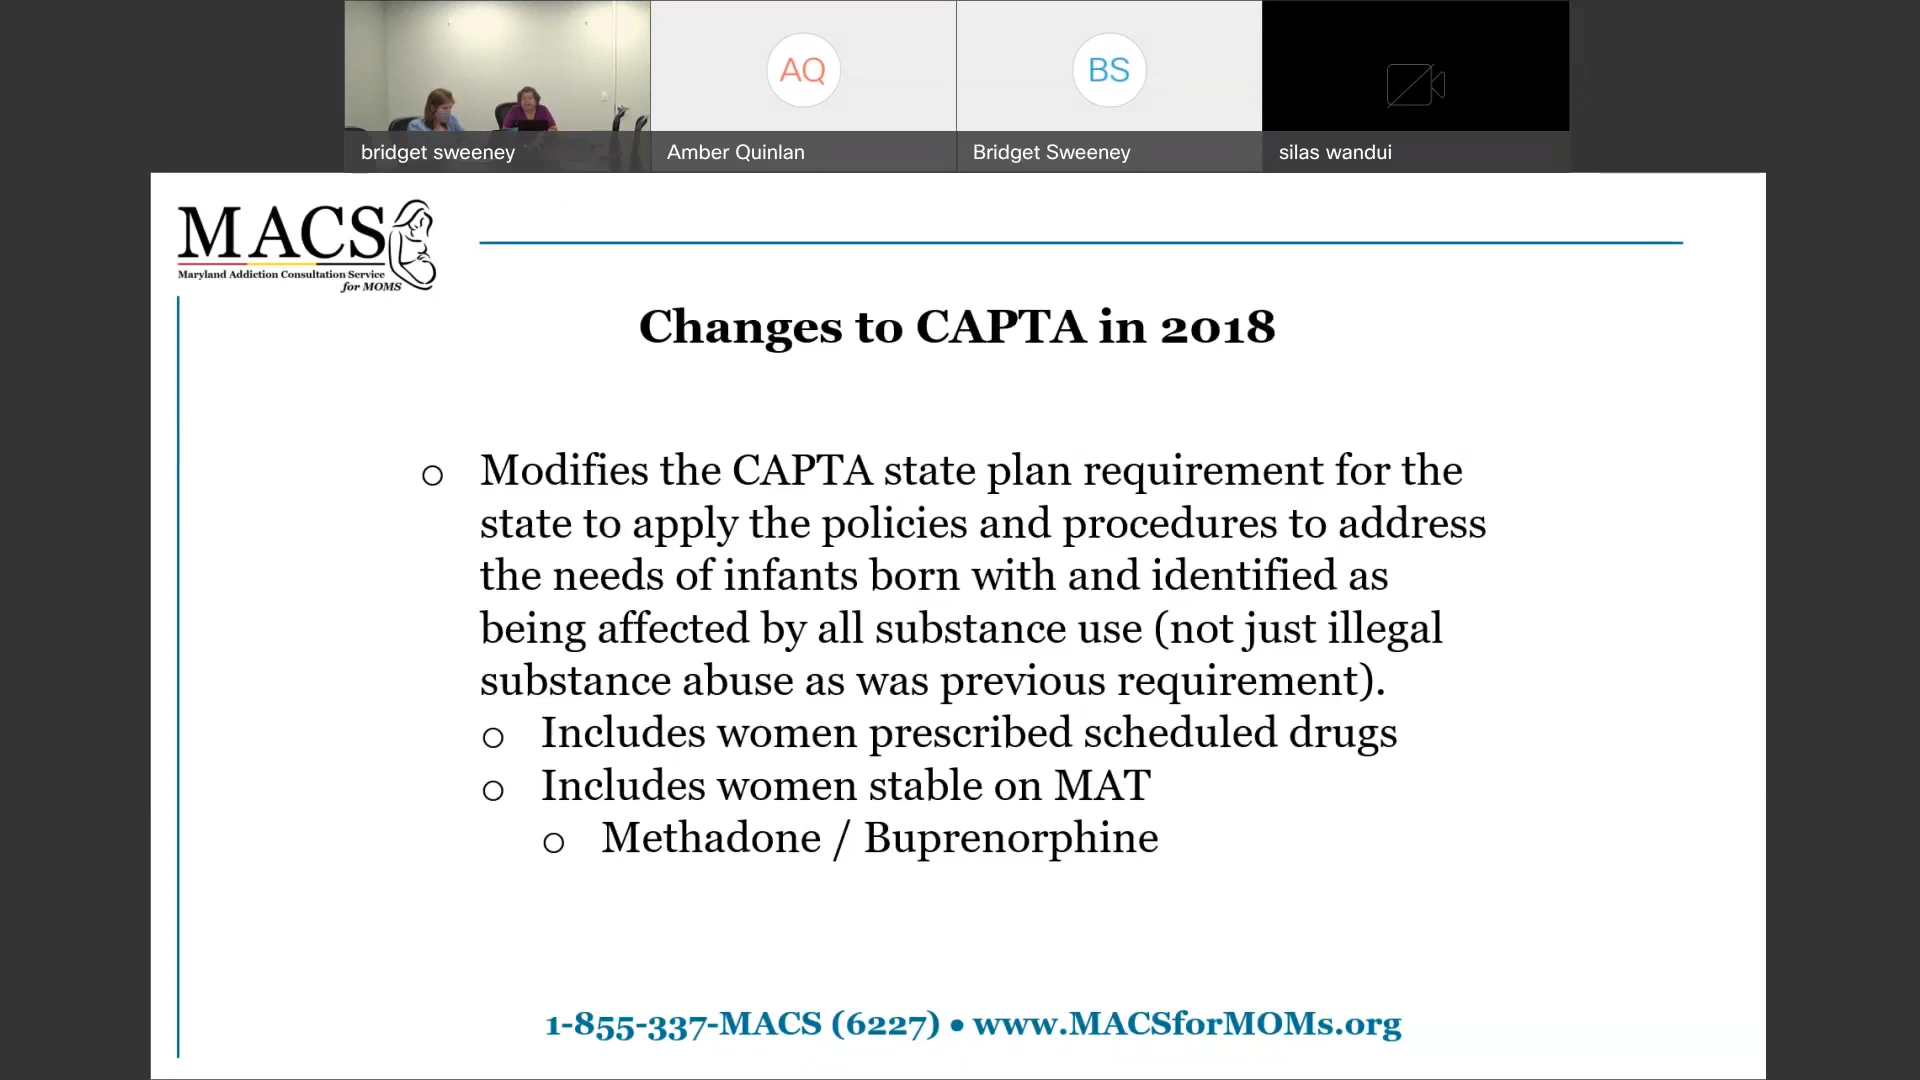 bridget sweeney
AQ
Amber Quinlan
BS
Bridget Sweeney
silas wandui
MACS
Maryland Addiction Consultation Service
for MOMS
Changes to CAPTA in 2018
o Modifies the CAPTA state plan requirement for the
state to apply the policies and procedures to address
the needs of infants born with and identified as
being affected by all substance use (not just illegal
substance abuse as was previous requirement).
o Includes women prescribed scheduled drugs
o Includes women stable on MAT
o Methadone / Buprenorphine
1-855-337-MACS (6227) • www.MACSforMOMs.org